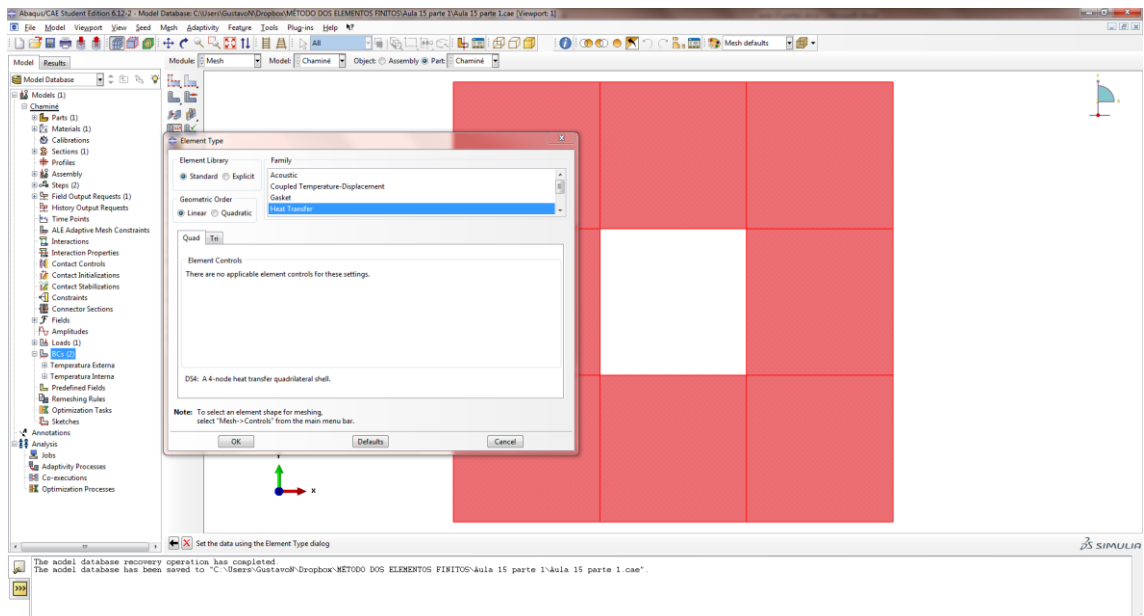 Abaqus/CAE Student Edition 6.12-2 - Model Database: C:\Users\GustavoN\Dropbox\MÉTODO DOS ELEMENTOS FINITOS\Aula 15 parte 1\Aula 15 parte 1.cae [Viewport: 1]
File Model Viewport View Seed Mesh Adaptivity Feature Tools Plug-ins Help
All
Mesh defaults
Model Results
Module: Mesh Model: Chaminé Object: Assembly Part: Chaminé
Model Database
Models (1)
Chaminé
Parts (1)
Materials (1)
Calibrations
Sections (1)
Profiles
Assembly
Steps (2)
Field Output Requests (1)
History Output Requests
Time Points
ALE Adaptive Mesh Constraints
Interactions
Interaction Properties
Contact Controls
Contact Initializations
Contact Stabilizations
Constraints
Connector Sections
Fields
Amplitudes
Loads (1)
BCs (2)
Temperatura Externa
Temperatura Interna
Predefined Fields
Remeshing Rules
Optimization Tasks
Sketches
Annotations
Analysis
Jobs
Adaptivity Processes
Co-executions
Optimization Processes
Element Type
Element Library
Standard Explicit
Geometric Order
Linear Quadratic
Family
Acoustic
Coupled Temperature-Displacement
Gasket
Heat Transfer
Quad Tri
Element Controls
There are no applicable element controls for these settings.
DS4: A 4-node heat transfer quadrilateral shell.
Note: To select an element shape for meshing,
select "Mesh->Controls" from the main menu bar.
OK Defaults Cancel
X
Set the data using the Element Type dialog
SIMULIA
The model database recovery operation has completed.
The model database has been saved to "C:\Users\GustavoN\Dropbox\MÉTODO DOS ELEMENTOS FINITOS\Aula 15 parte 1\Aula 15 parte 1.cae".